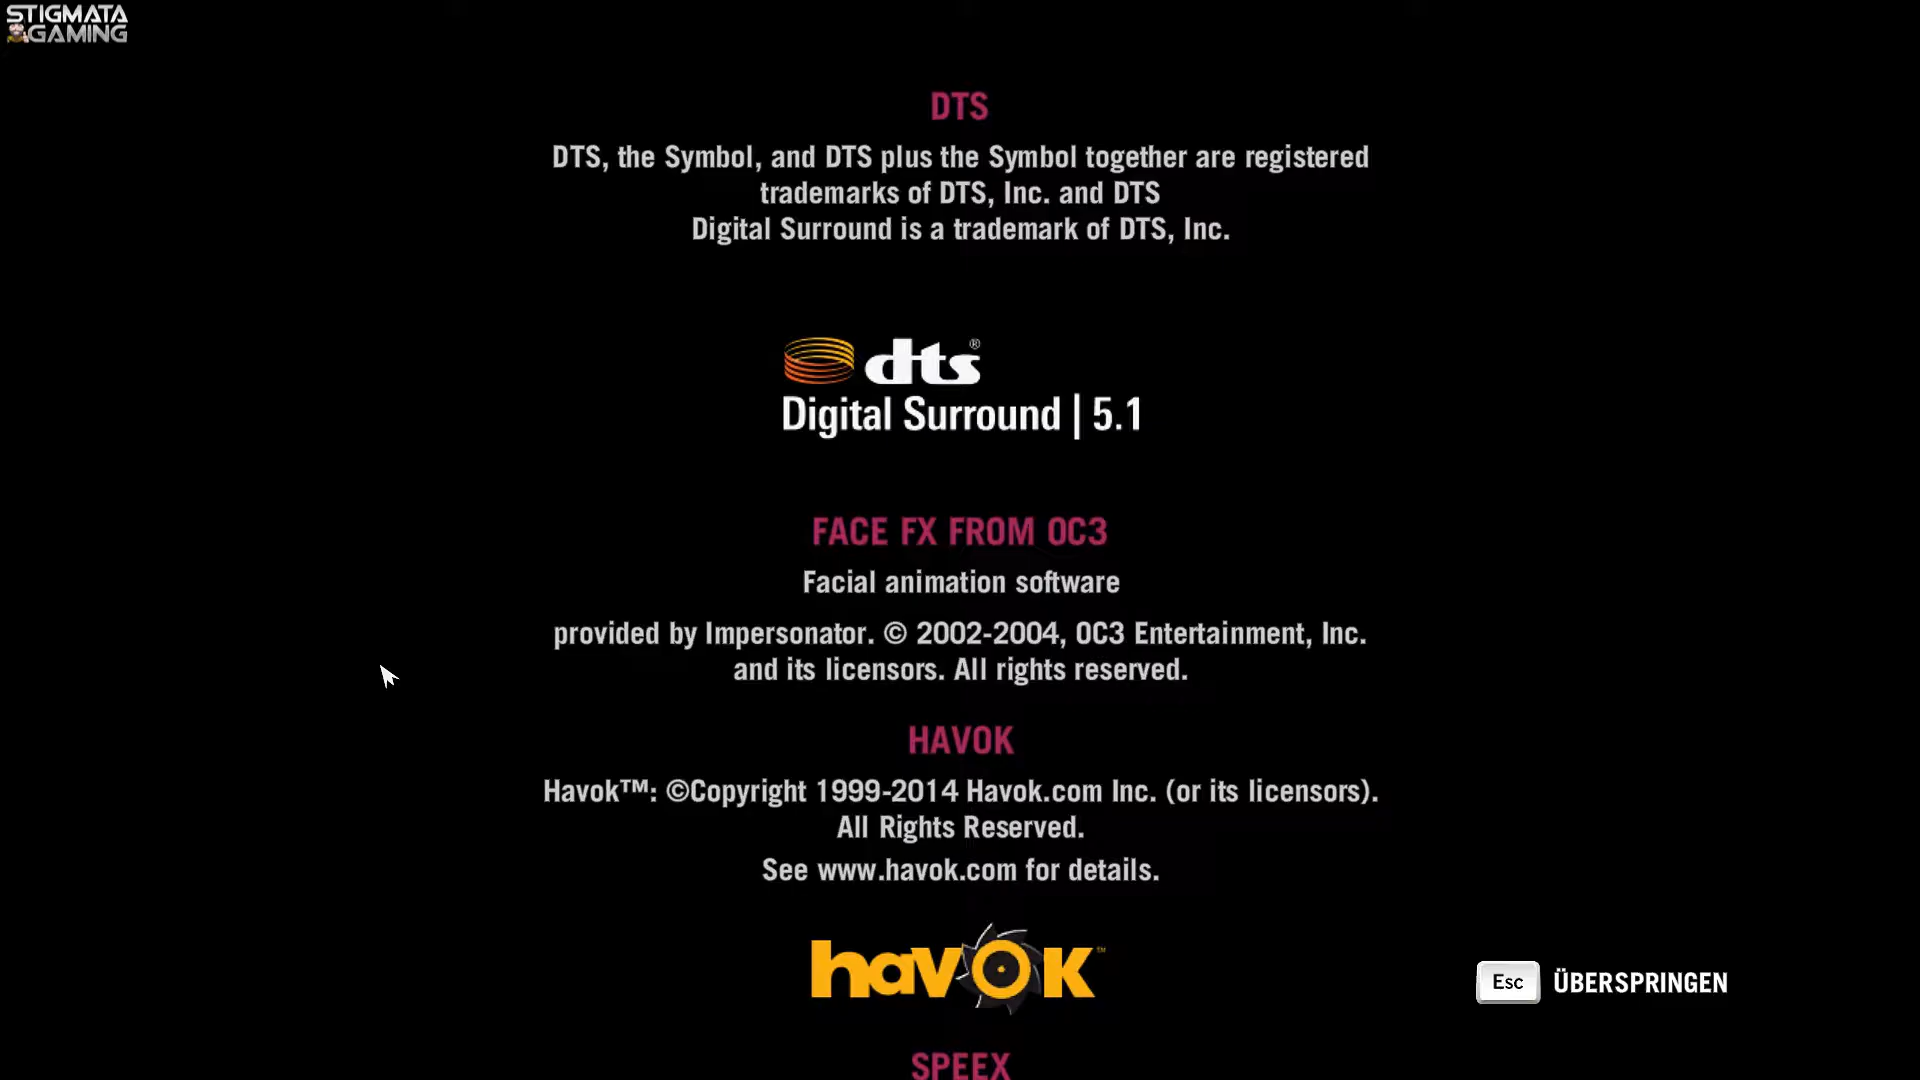 STIGMATA
GAMING
DTS
DTS, the Symbol, and DTS plus the Symbol together are registered
trademarks of DTS, Inc. and DTS
Digital Surround is a trademark of DTS, Inc.
dts®
Digital Surround | 5.1
FACE FX FROM OC3
Facial animation software
provided by Impersonator. © 2002-2004, OC3 Entertainment, Inc.
and its licensors. All rights reserved.
HAVOK
Havok™: ©Copyright 1999-2014 Havok.com Inc. (or its licensors).
All Rights Reserved.
See www.havok.com for details.
havOK™
Esc ÜBERSPRINGEN
SPEEX